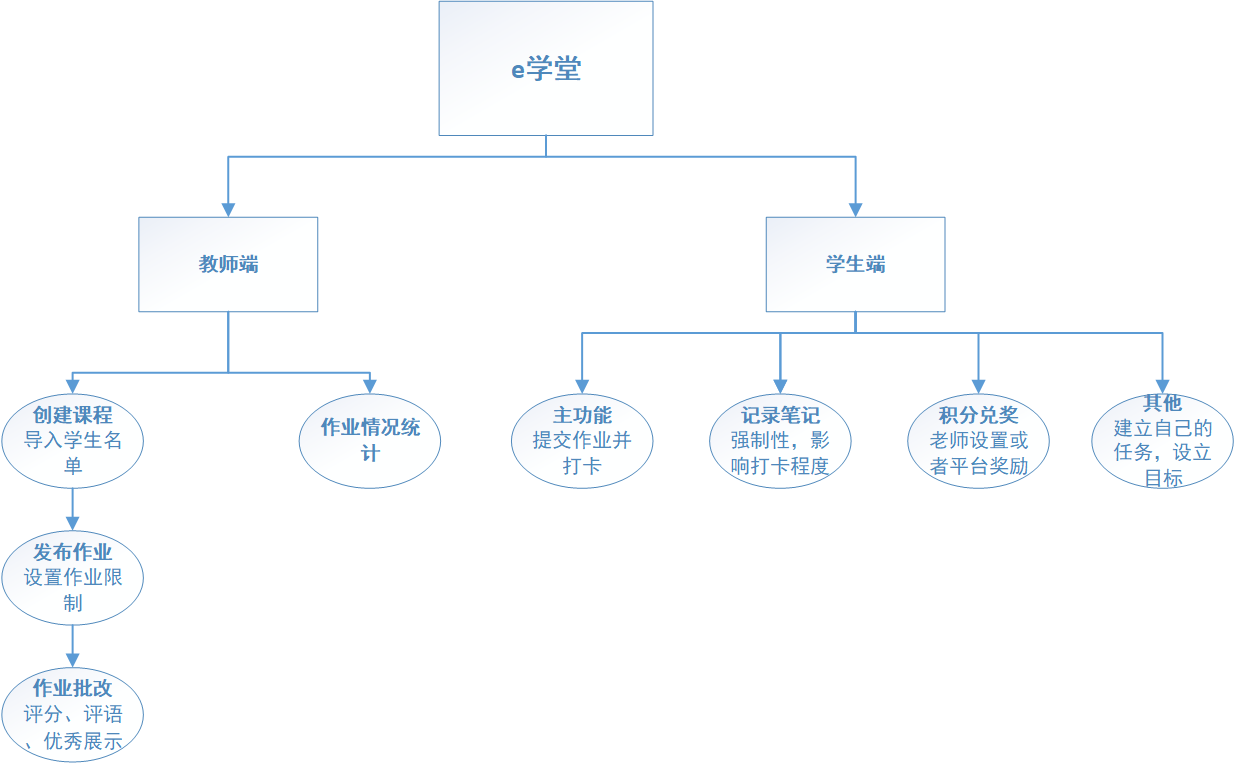 e学堂
教师端
学生端
创建课程
导入学生名
单
作业情况统
计
主功能
提交作业并
打卡
记录笔记
强制性，影
响打卡程度
积分兑奖
老师设置或
者平台奖励
其他
建立自己的
任务，设立
目标
发布作业
设置作业限
制
作业批改
评分、评语
、优秀展示